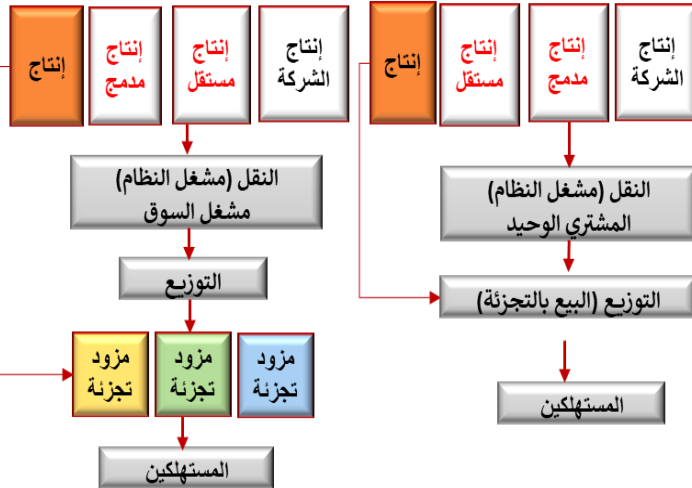 إنتاج
الشركة
إنتاج
مدمج
إنتاج
مستقل
إنتاج
النقل (مشغل النظام)
المشتري الوحيد
التوزيع (البيع بالتجزئة)
المستهلكين
إنتاج
الشركة
إنتاج
مستقل
إنتاج
مدمج
إنتاج
النقل (مشغل النظام)
مشغل السوق
التوزيع
مزود
تجزئة
مزود
تجزئة
مزود
تجزئة
المستهلكين